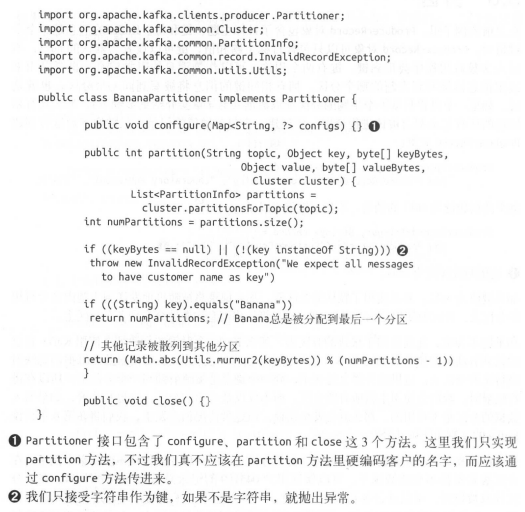 import org.apache.kafka.clients.producer.Partitioner;
import org.apache.kafka.common.Cluster;
import org.apache.kafka.common.PartitionInfo;
import org.apache.kafka.common.record.InvalidRecordException;
import org.apache.kafka.common.utils.Utils;
public class BananaPartitioner implements Partitioner {
public void configure(Map<String, ?> configs) {} ❶
public int partition(String topic, Object key, byte[] keyBytes,
Object value, byte[] valueBytes,
Cluster cluster) {
List<PartitionInfo> partitions =
cluster.partitionsForTopic(topic);
int numPartitions = partitions.size();
if ((keyBytes == null) || (!(key instanceOf String))) ❷
throw new InvalidRecordException("We expect all messages
to have customer name as key")
if (((String) key).equals("Banana"))
return numPartitions; // Banana总是被分配到最后一个分区
// 其他记录被散列到其他分区
return (Math.abs(Utils.murmur2(keyBytes)) % (numPartitions - 1))
}
public void close() {}
}
❶ Partitioner 接口包含了 configure、partition 和 close 这 3 个方法。这里我们只实现
partition 方法，不过我们真不应该在 partition 方法里硬编码客户的名字，而应该通
过 configure 方法传进来。
❷ 我们只接受字符串作为键，如果不是字符串，就抛出异常。